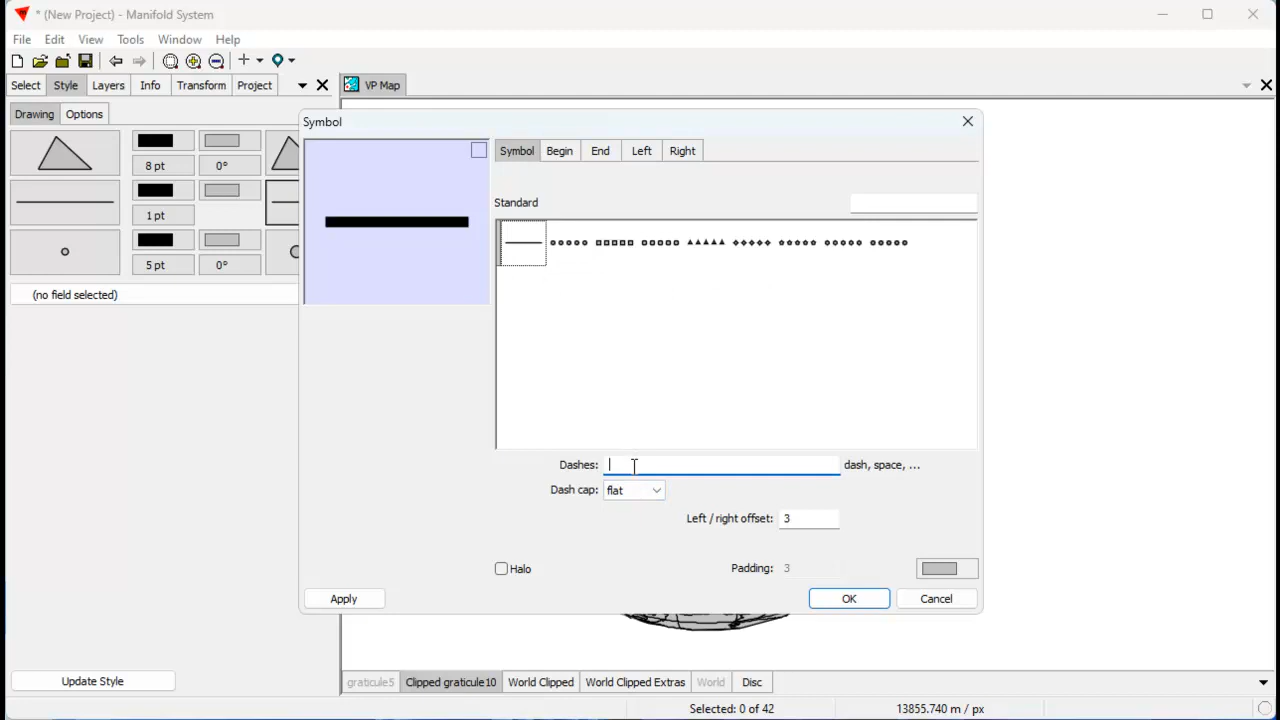 * (New Project) - Manifold System
File Edit View Tools Window Help
Select Style Layers Info Transform Project
VP Map
Drawing Options
8 pt 0°
1 pt
5 pt 0°
(no field selected)
Update Style
Symbol
Symbol Begin End Left Right
Standard
Dashes: dash, space, ...
Dash cap: flat
Left / right offset: 3
Halo Padding: 3
Apply OK Cancel
graticule5 Clipped graticule10 World Clipped World Clipped Extras World Disc
Selected: 0 of 42 13855.740 m / px